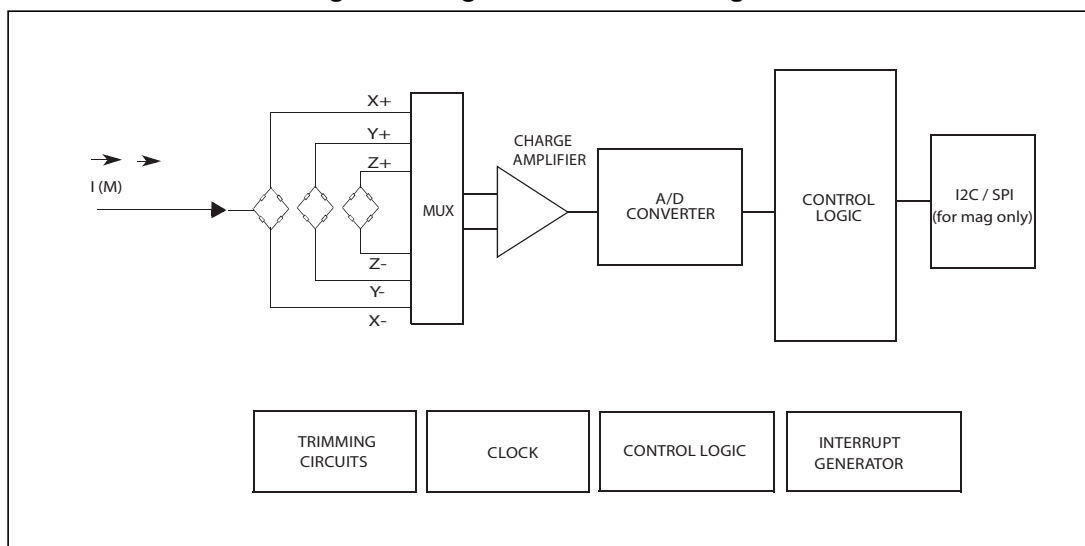 X+
Y+
Z+
I (M)
MUX
Z-
Y-
X-
CHARGE
AMPLIFIER
A/D
CONVERTER
CONTROL
LOGIC
I2C / SPI
(for mag only)
TRIMMING
CIRCUITS
CLOCK
CONTROL LOGIC
INTERRUPT
GENERATOR